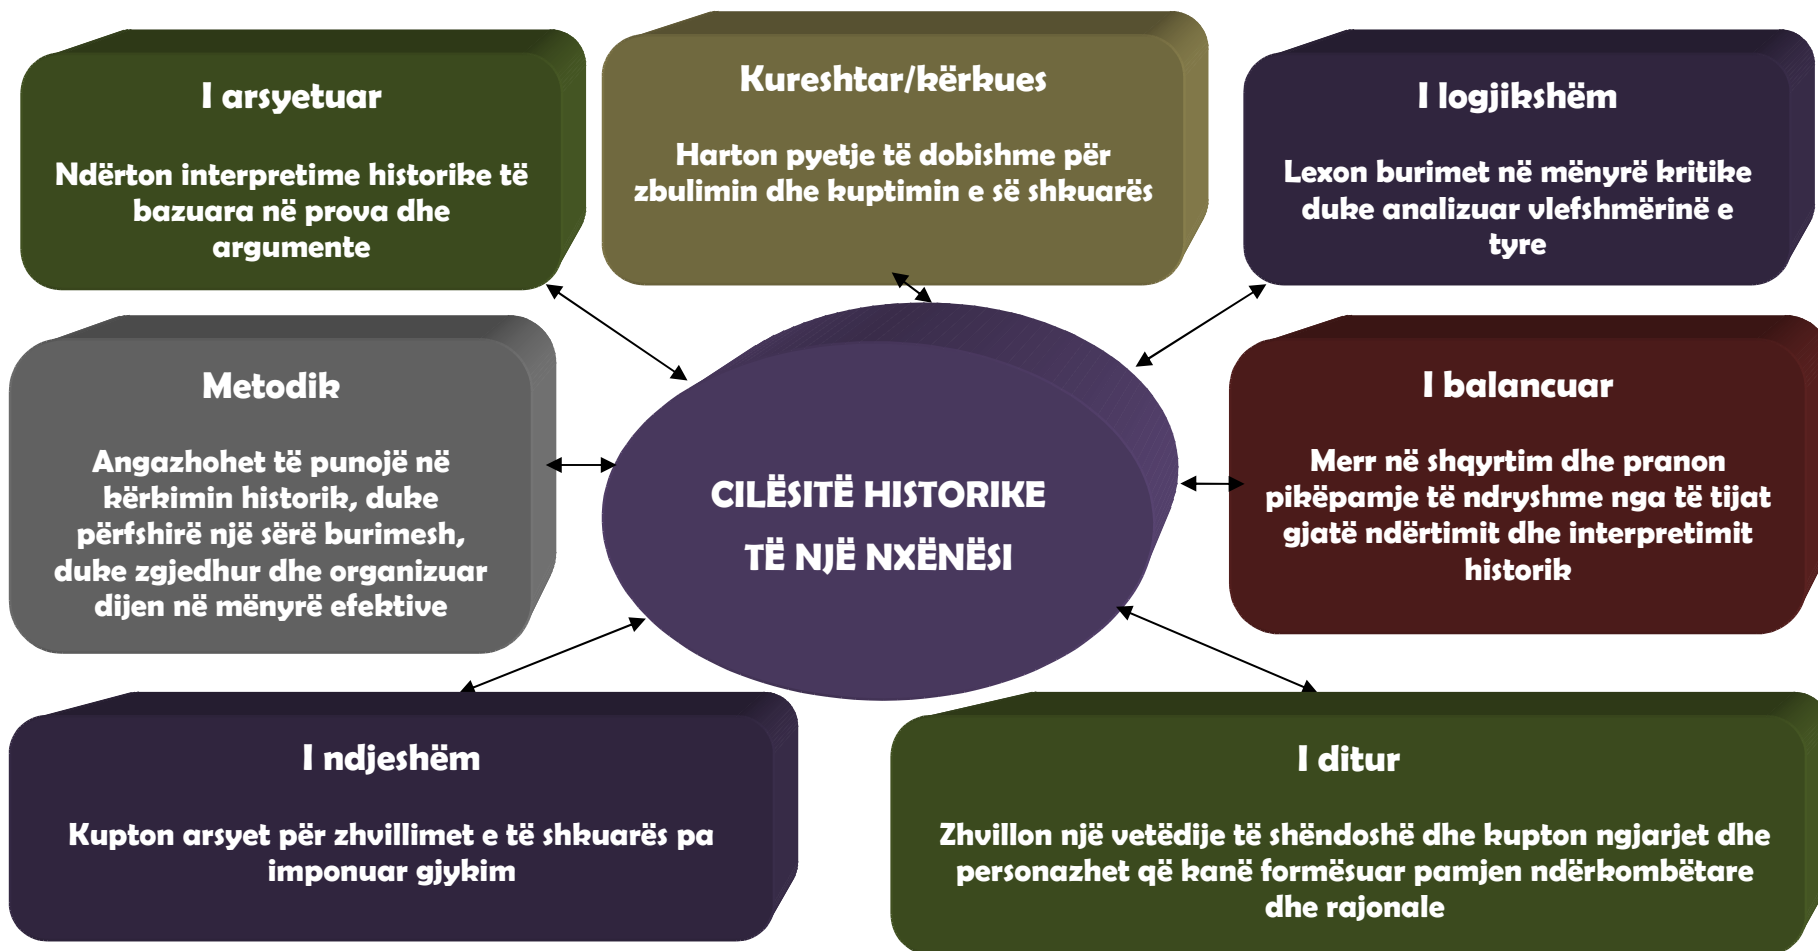 I arsyetuar
Ndërton interpretime historike të
bazuara në prova dhe
argumente
Kureshtar/kërkues
Harton pyetje të dobishme për
zbulimin dhe kuptimin e së shkuarës
I logjikshëm
Lexon burimet në mënyrë kritike
duke analizuar vlefshmërinë e
tyre
Metodik
Angazhohet të punojë në
kërkimin historik, duke
përfshirë një sërë burimesh,
duke zgjedhur dhe organizuar
dijen në mënyrë efektive
CILËSITË HISTORIKE
TË NJË NXËNËSI
I balancuar
Merr në shqyrtim dhe pranon
pikëpamje të ndryshme nga të tijat
gjatë ndërtimit dhe interpretimit
historik
I ndjeshëm
Kupton arsyet për zhvillimet e të shkuarës pa
imponuar gjykim
I ditur
Zhvillon një vetëdije të shëndoshë dhe kupton ngjarjet dhe
personazhet që kanë formësuar pamjen ndërkombëtare
dhe rajonale